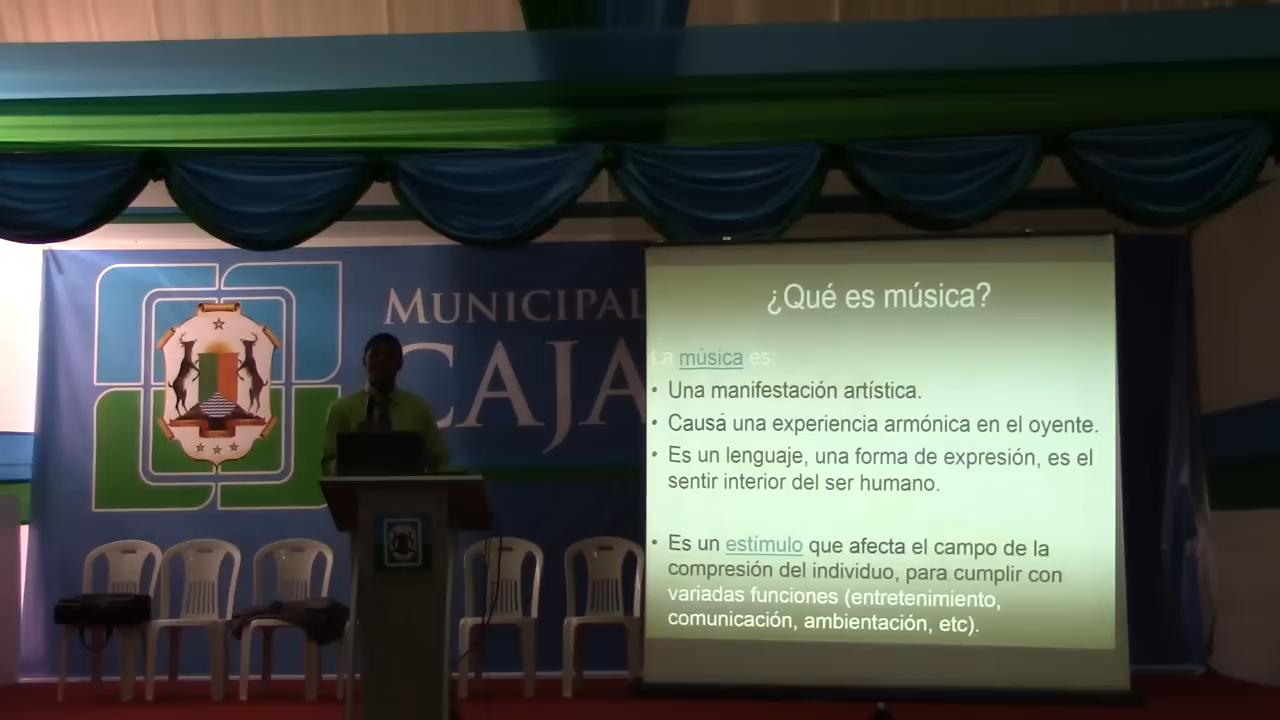 MUNICIPAL
CAJA
¿Qué es música?
La música es:
• Una manifestación artística.
• Causa una experiencia armónica en el oyente.
• Es un lenguaje, una forma de expresión, es el
sentir interior del ser humano.
• Es un estímulo que afecta el campo de la
compresión del individuo, para cumplir con
variadas funciones (entretenimiento,
comunicación, ambientación, etc).